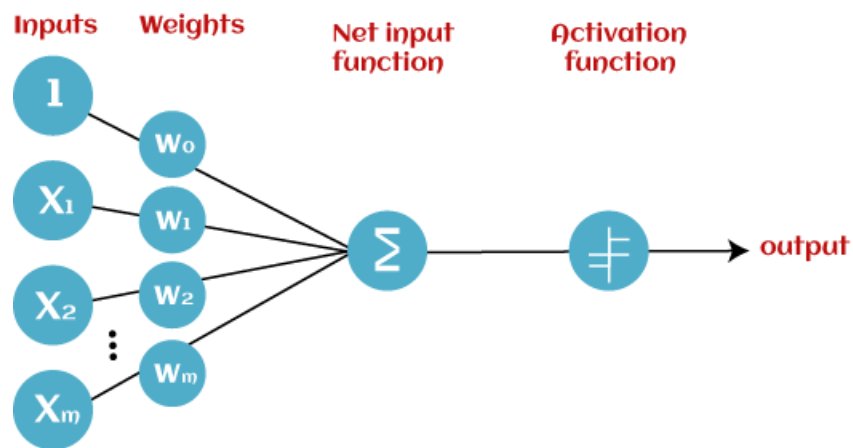 Inputs
Weights
Net input
function
Activation
function
1
w0
X1
w1
Σ
output
X2
w2
Xm
wm